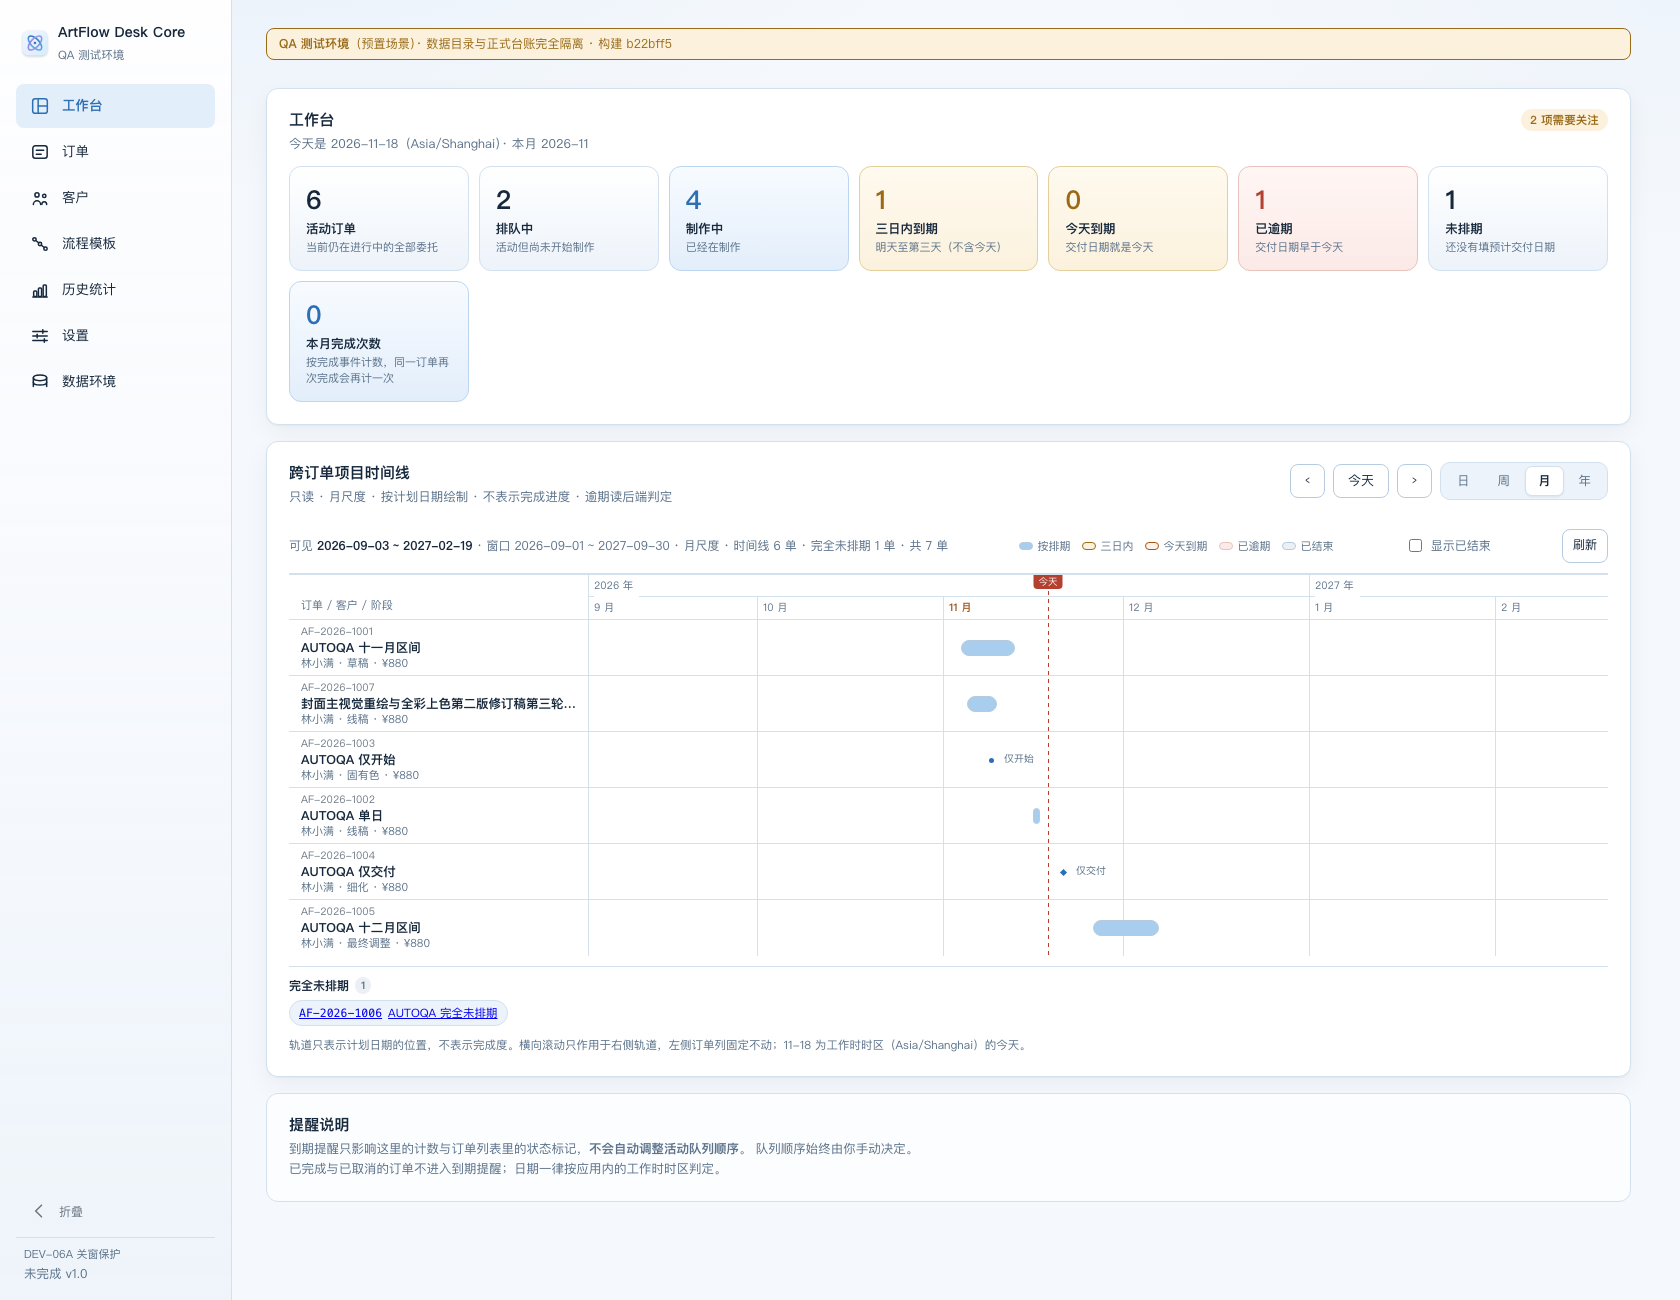 ArtFlow Desk Core
QA 测试环境
工作台
订单
客户
流程模板
历史统计
设置
数据环境
折叠
DEV-06A 关窗保护
未完成 v1.0
QA 测试环境（预置场景）· 数据目录与正式台账完全隔离 · 构建 b22bff5
工作台
今天是 2026-11-18（Asia/Shanghai）· 本月 2026-11
2 项需要关注
6
活动订单
当前仍在进行中的全部委托
2
排队中
活动但尚未开始制作
4
制作中
已经在制作
1
三日内到期
明天至第三天（不含今天）
0
今天到期
交付日期就是今天
1
已逾期
交付日期早于今天
1
未排期
还没有填预计交付日期
0
本月完成次数
按完成事件计数，同一订单再
次完成会再计一次
跨订单项目时间线
只读 · 月尺度 · 按计划日期绘制 · 不表示完成进度 · 逾期读后端判定
‹ 今天 › 日 周 月 年
可见 2026-09-03 ~ 2027-02-19 · 窗口 2026-09-01 ~ 2027-09-30 · 月尺度 · 时间线 6 单 · 完全未排期 1 单 · 共 7 单
按排期 三日内 今天到期 已逾期 已结束
显示已结束
刷新
订单 / 客户 / 阶段
2026 年 今天 2027 年
9 月 10 月 11 月 12 月 1 月 2 月
AF-2026-1001
AUTOQA 十一月区间
林小满 · 草稿 · ¥880
AF-2026-1007
封面主视觉重绘与全彩上色第二版修订稿第三轮...
林小满 · 线稿 · ¥880
AF-2026-1003
AUTOQA 仅开始
林小满 · 固有色 · ¥880
仅开始
AF-2026-1002
AUTOQA 单日
林小满 · 线稿 · ¥880
AF-2026-1004
AUTOQA 仅交付
林小满 · 细化 · ¥880
仅交付
AF-2026-1005
AUTOQA 十二月区间
林小满 · 最终调整 · ¥880
完全未排期 1
AF-2026-1006 AUTOQA 完全未排期
轨道只表示计划日期的位置，不表示完成度。横向滚动只作用于右侧轨道，左侧订单列固定不动；11-18 为工作时时区（Asia/Shanghai）的今天。
提醒说明
到期提醒只影响这里的计数与订单列表里的状态标记，不会自动调整活动队列顺序。 队列顺序始终由你手动决定。
已完成与已取消的订单不进入到期提醒；日期一律按应用内的工作时时区判定。